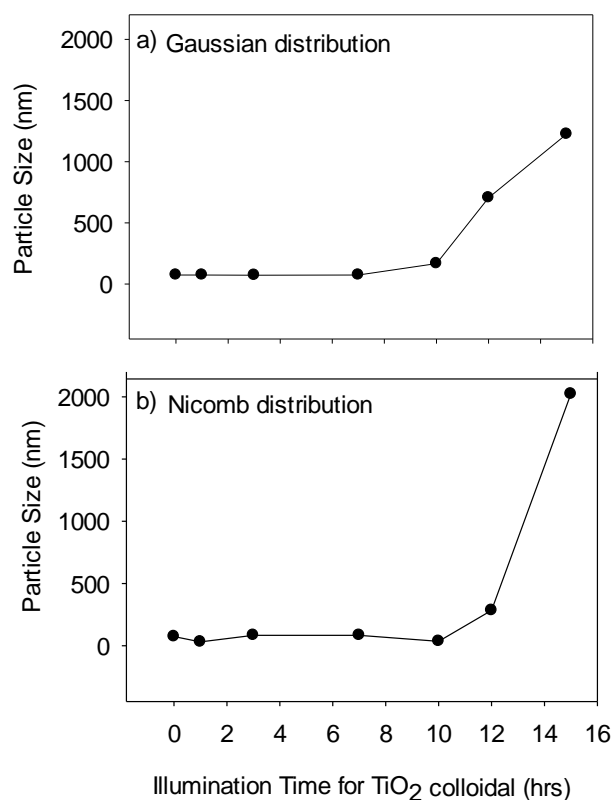 a) Gaussian distribution
Particle Size (nm)
2000
1500
1000
500
0
b) Nicomb distribution
Particle Size (nm)
2000
1500
1000
500
0
0 2 4 6 8 10 12 14 16
Illumination Time for TiO₂ colloidal (hrs)